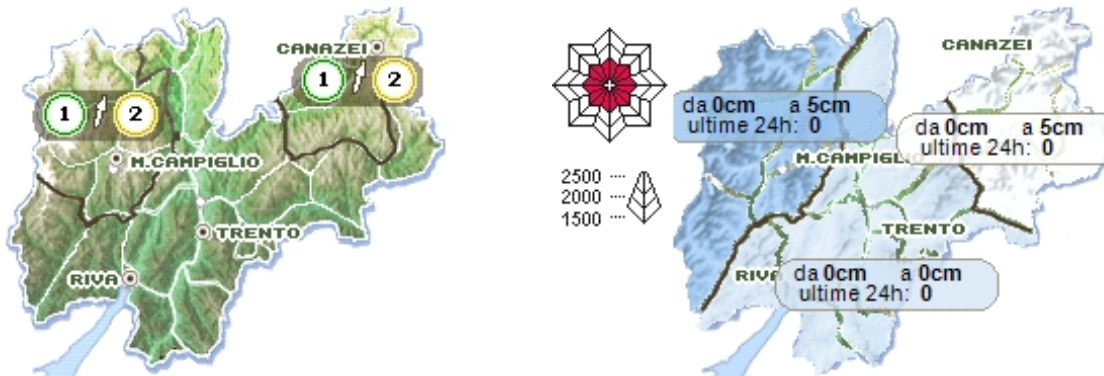 CANAZEI
1 2
1 2
M.CAMPIGLIO
TRENTO
RIVA
2500
2000
1500
CANAZEI
da 0cm a 5cm
ultime 24h: 0
da 0cm a 5cm
ultime 24h: 0
M.CAMPIGLIO
TRENTO
RIVA
da 0cm a 0cm
ultime 24h: 0